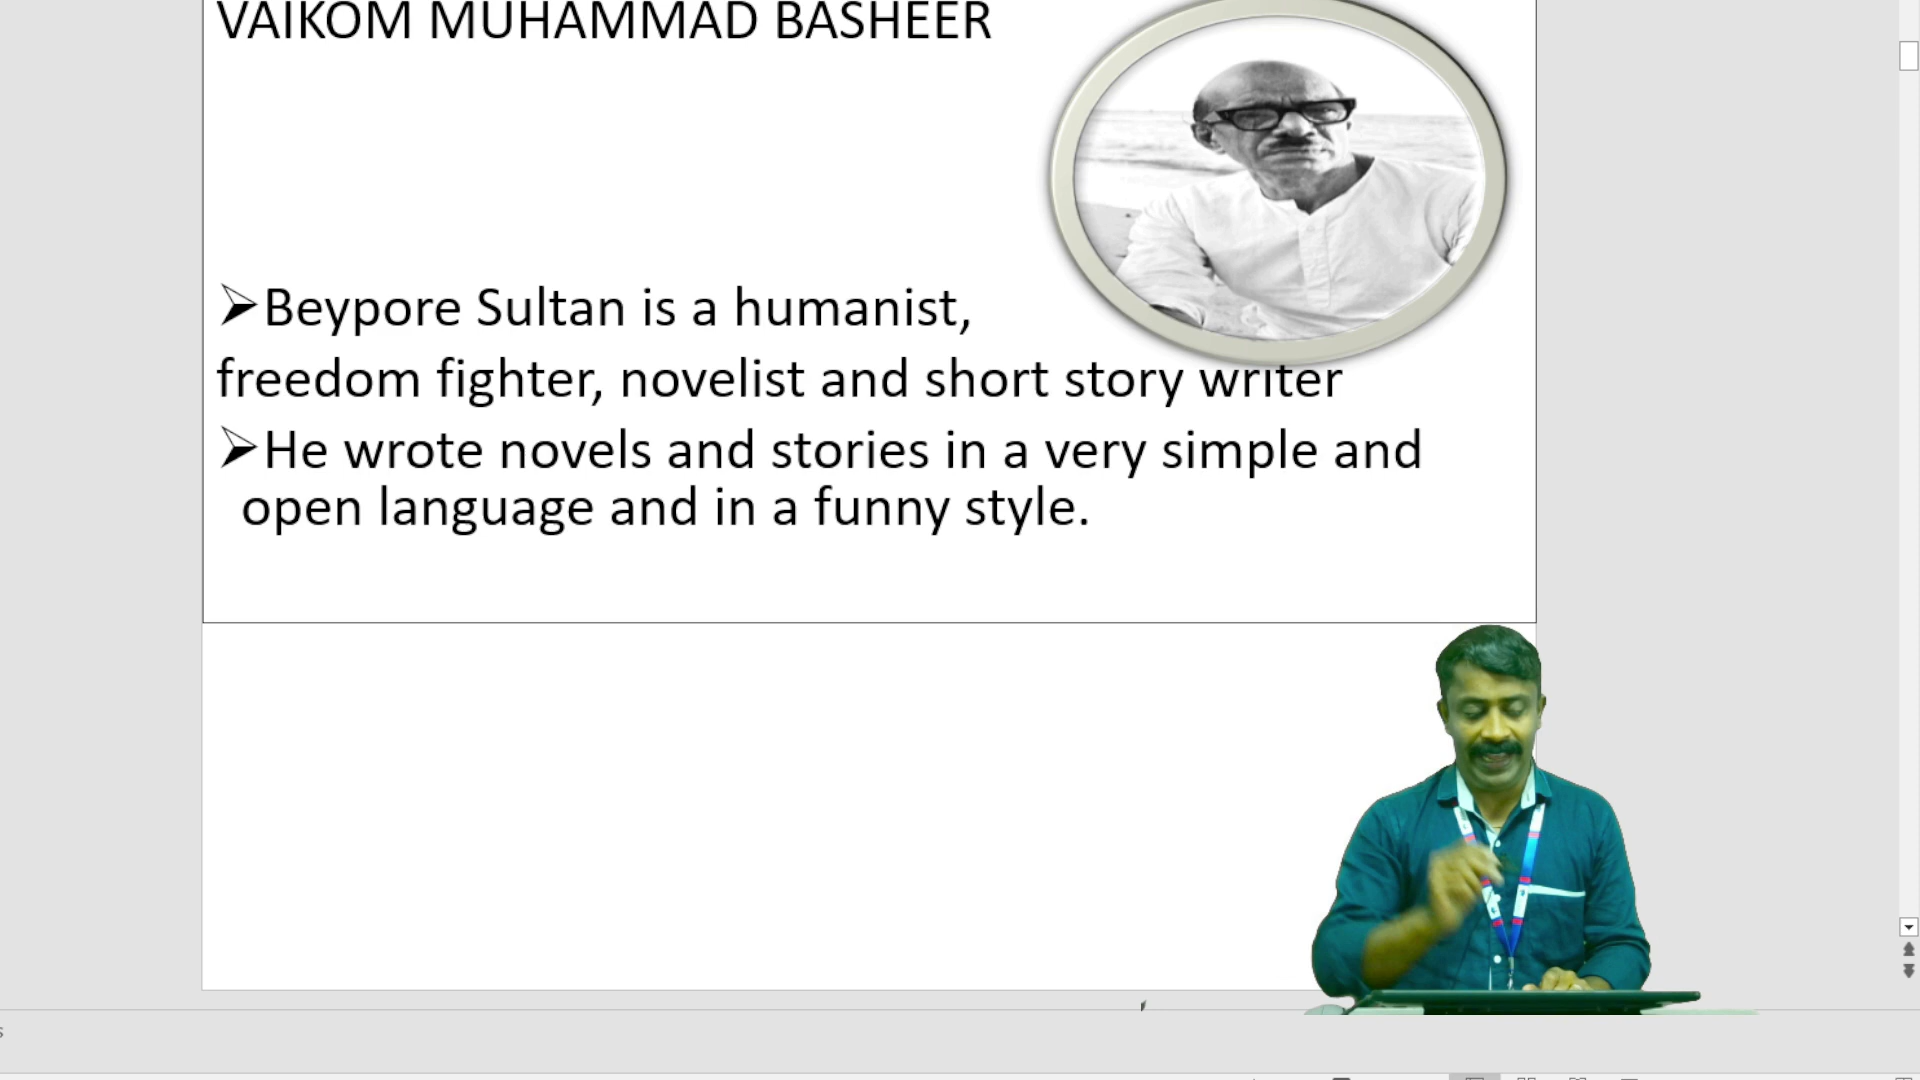 VAIKOM MUHAMMAD BASHEER
➢Beypore Sultan is a humanist,
freedom fighter, novelist and short story writer
➢He wrote novels and stories in a very simple and
open language and in a funny style.